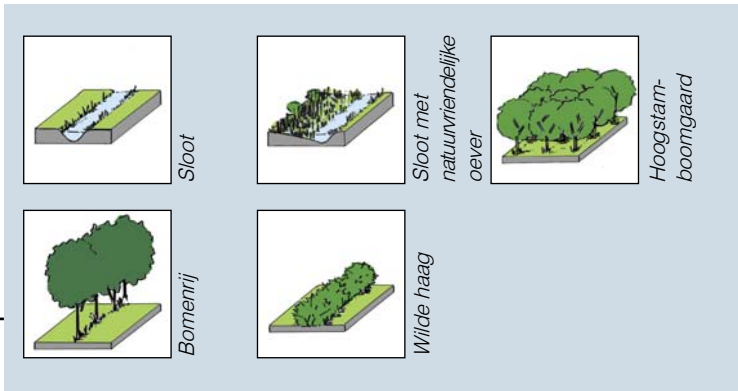 Bomenrij
Sloot
Wilde haag
Sloot met
natuurvriendelijke
oever
Hoogstam-
boomgaard